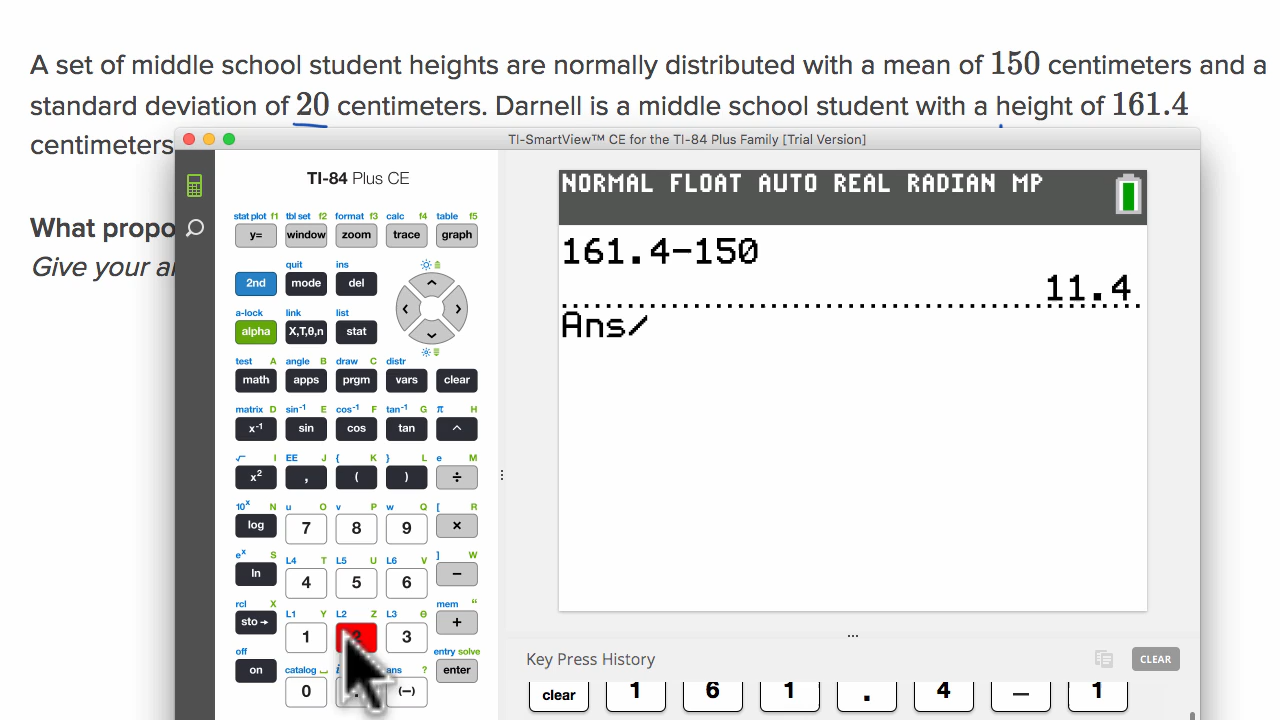 A set of middle school student heights are normally distributed with a mean of 150 centimeters and a
standard deviation of 20 centimeters. Darnell is a middle school student with a height of 161.4
centimeters
What propo
Give your a
TI-SmartView™ CE for the TI-84 Plus Family [Trial Version]
TI-84 Plus CE
stat plot f1 tbl set f2 format f3 calc f4 table f5
y= window zoom trace graph
quit ins
2nd mode del
a-lock link list
alpha X,T,θ,n stat
test A angle B draw C distr
math apps prgm vars clear
matrix D sin⁻¹ E cos⁻¹ F tan⁻¹ G π H
x⁻¹ sin cos tan ^
√ I EE J { K } L e M
x² , ( ) ÷
10ˣ N u O v P w Q [ R
log 7 8 9 ×
eˣ S L4 T L5 U L6 V ] W
ln 4 5 6 −
rcl X L1 Y L2 Z L3 θ mem “
sto→ 1 2 3 +
off catalog i ans ? entry solve
on 0 . (−) enter
NORMAL FLOAT AUTO REAL RADIAN MP
161.4-150
11.4
Ans/
Key Press History
CLEAR
clear 1 6 1 . 4 − 1